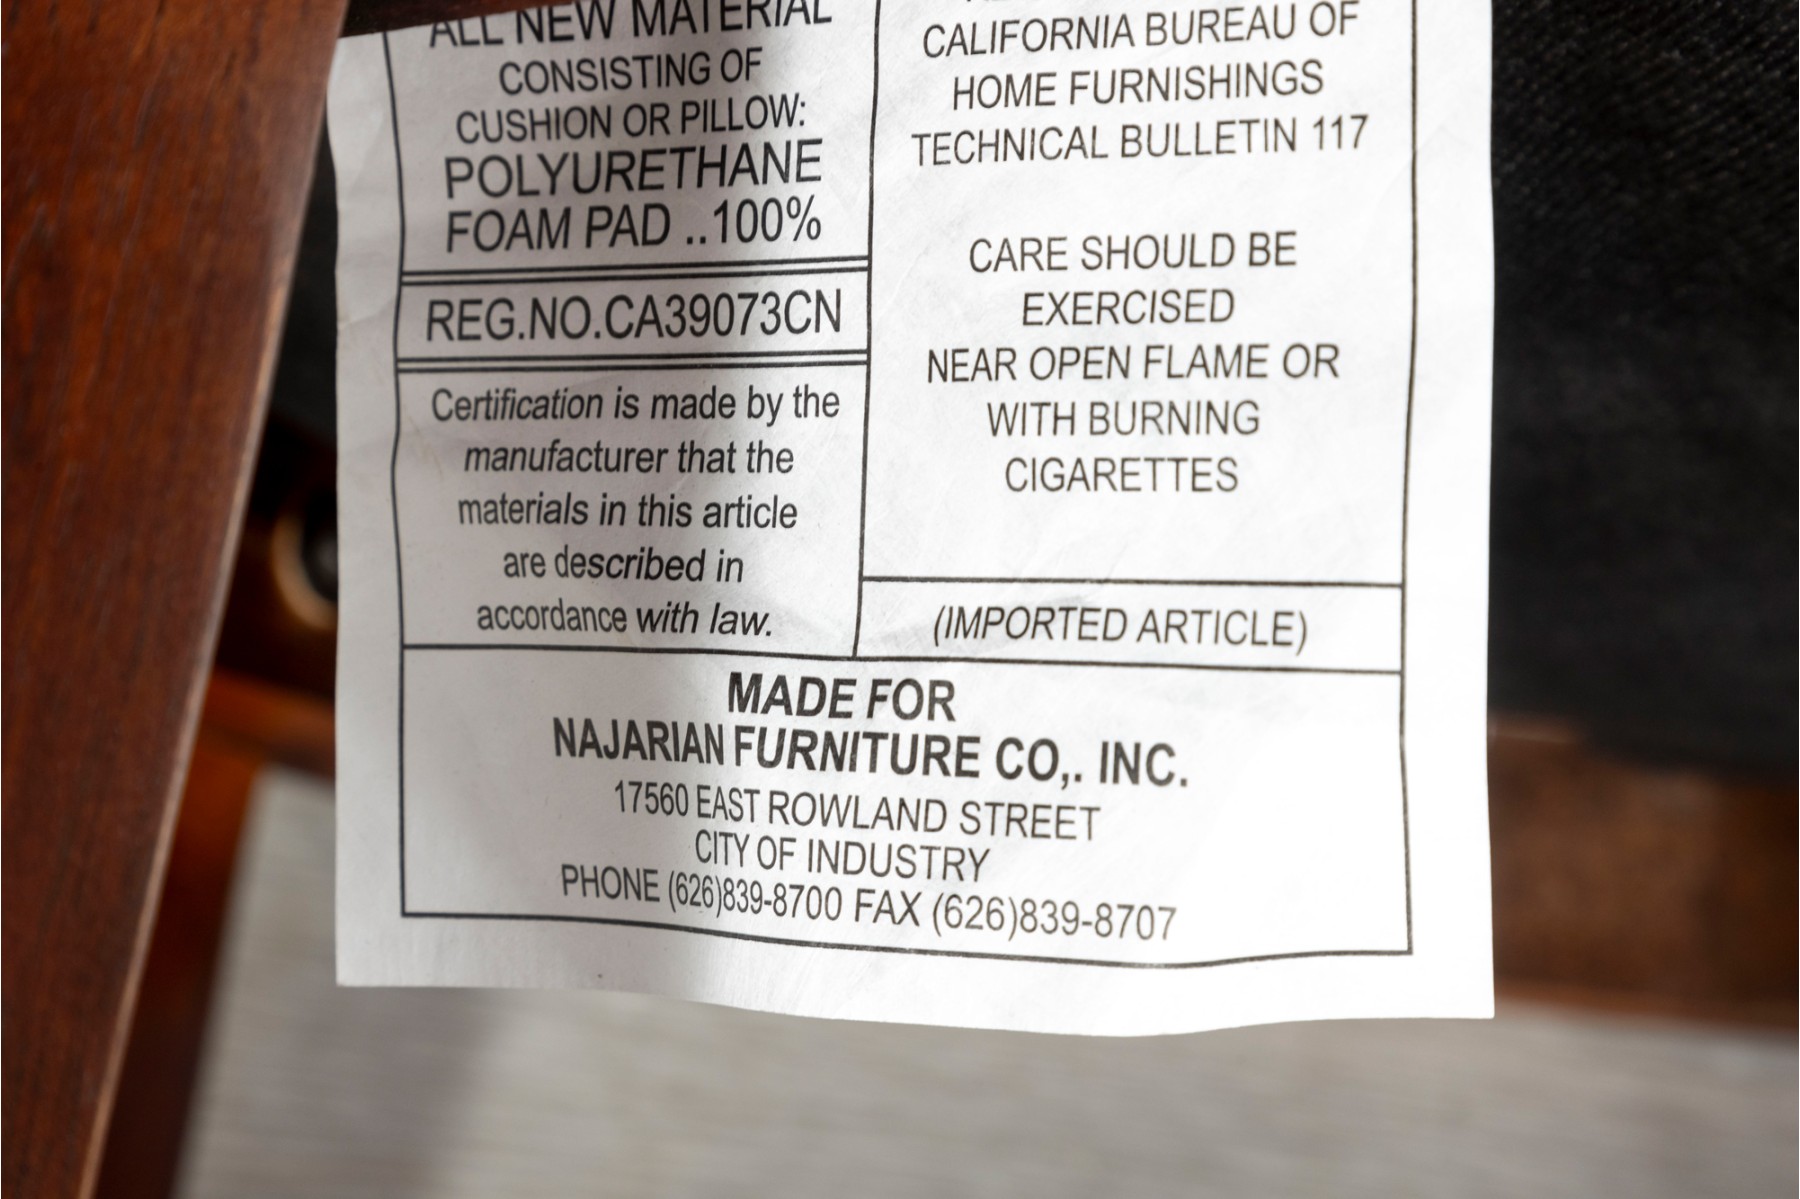 ALL NEW MATERIAL
CONSISTING OF
CUSHION OR PILLOW:
POLYURETHANE
FOAM PAD ..100%
REG.NO.CA39073CN
Certification is made by the
manufacturer that the
materials in this article
are described in
accordance with law.
CALIFORNIA BUREAU OF
HOME FURNISHINGS
TECHNICAL BULLETIN 117
CARE SHOULD BE
EXERCISED
NEAR OPEN FLAME OR
WITH BURNING
CIGARETTES
(IMPORTED ARTICLE)
MADE FOR
NAJARIAN FURNITURE CO,. INC.
17560 EAST ROWLAND STREET
CITY OF INDUSTRY
PHONE (626)839-8700 FAX (626)839-8707